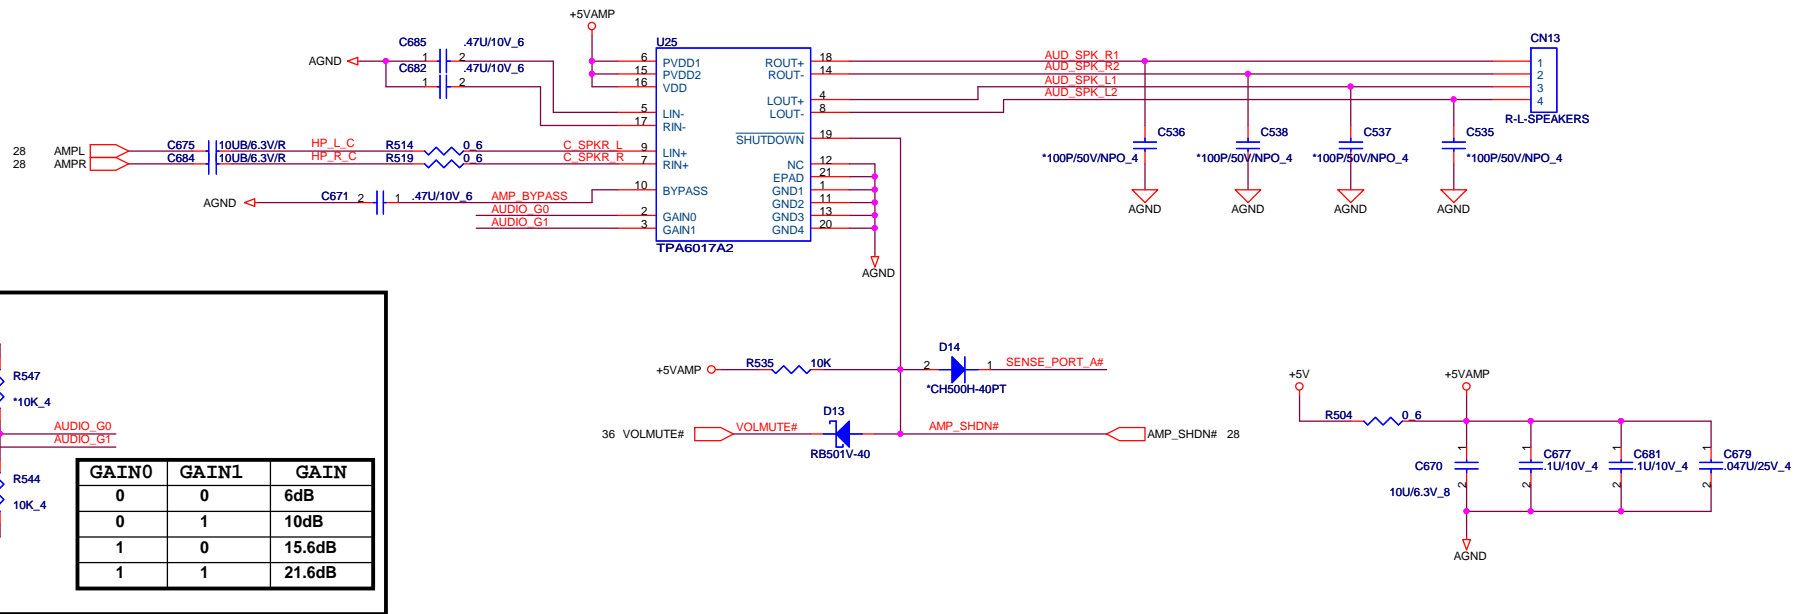 +5VAMP
C685 .47U/10V_6
AGND 1 2
C682 .47U/10V_6
1 2
U25
6 PVDD1
15 PVDD2
16 VDD
5 LIN-
17 RIN-
9 LIN+
7 RIN+
10 BYPASS
2 GAIN0
3 GAIN1
ROUT+ 18
ROUT- 14
LOUT+ 4
LOUT- 8
SHUTDOWN 19
NC 12
EPAD 21
GND1 1
GND2 11
GND3 13
GND4 20
TPA6017A2
AGND
28 AMPL C675 10UB/6.3V/R HP_L_C R514 0_6 C_SPKR_L
28 AMPR C684 10UB/6.3V/R HP_R_C R519 0_6 C_SPKR_R
AGND C671 2 1 .47U/10V_6 AMP_BYPASS
AUDIO_G0
AUDIO_G1
AUD_SPK_R1
AUD_SPK_R2
AUD_SPK_L1
AUD_SPK_L2
CN13
1
2
3
4
R-L-SPEAKERS
C536 C538 C537 C535
*100P/50V/NPO_4 *100P/50V/NPO_4 *100P/50V/NPO_4 *100P/50V/NPO_4
AGND AGND AGND AGND
+5VAMP R535 10K
D14
2 1 SENSE_PORT_A#
*CH500H-40PT
36 VOLMUTE# VOLMUTE# D13 AMP_SHDN# AMP_SHDN# 28
RB501V-40
+5V +5VAMP
R504 0_6
C670 1 2 10U/6.3V_8
C677 1 2 .1U/10V_4
C681 1 2 .1U/10V_4
C679 1 2 .047U/25V_4
AGND
R547
*10K_4
AUDIO_G0
AUDIO_G1
R544
10K_4
GAIN0 GAIN1 GAIN
0 0 6dB
0 1 10dB
1 0 15.6dB
1 1 21.6dB